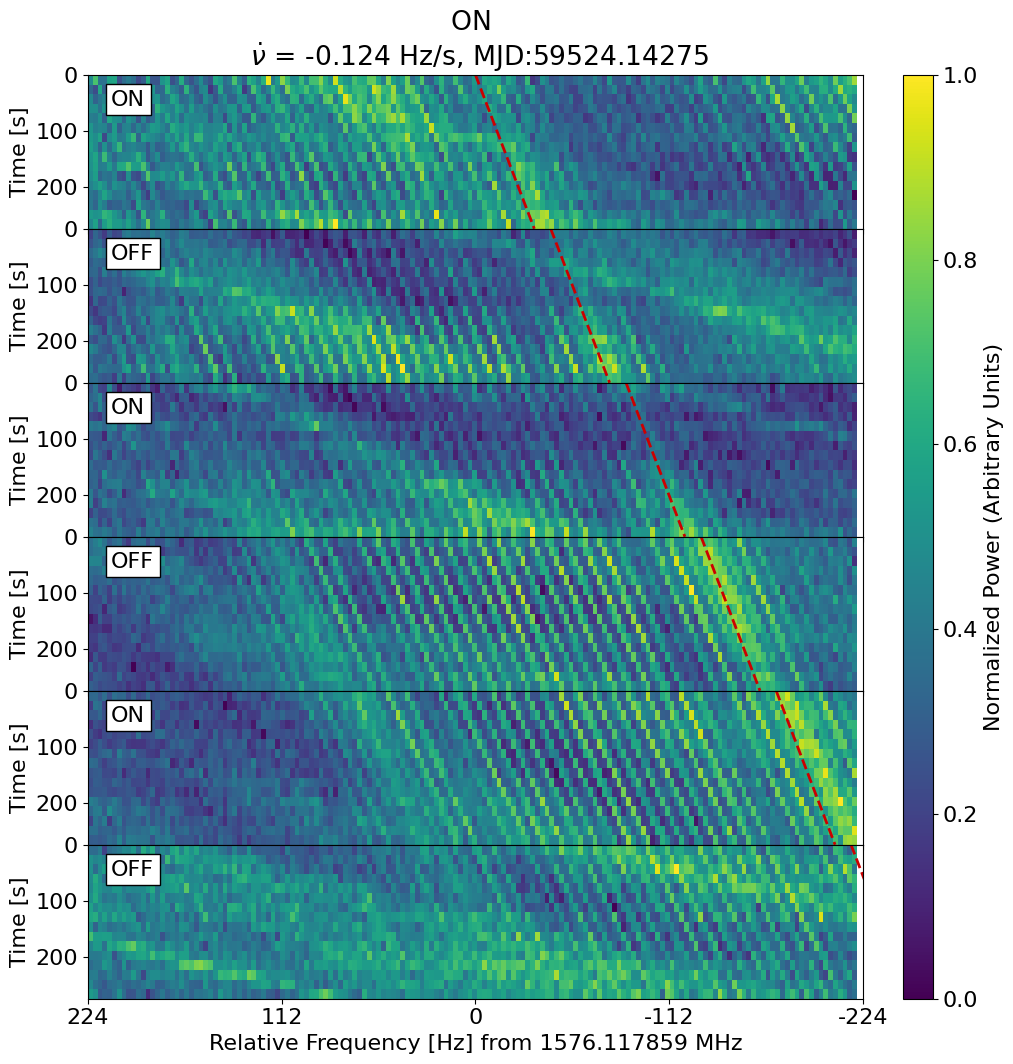 ON
ν̇ = -0.124 Hz/s, MJD:59524.14275
0
ON
100
200
Time [s]
0
OFF
100
200
Time [s]
0
ON
100
200
Time [s]
0
OFF
100
200
Time [s]
0
ON
100
200
Time [s]
0
OFF
100
200
Time [s]
224 112 0 -112 -224
Relative Frequency [Hz] from 1576.117859 MHz
1.0
0.8
0.6
0.4
0.2
0.0
Normalized Power (Arbitrary Units)